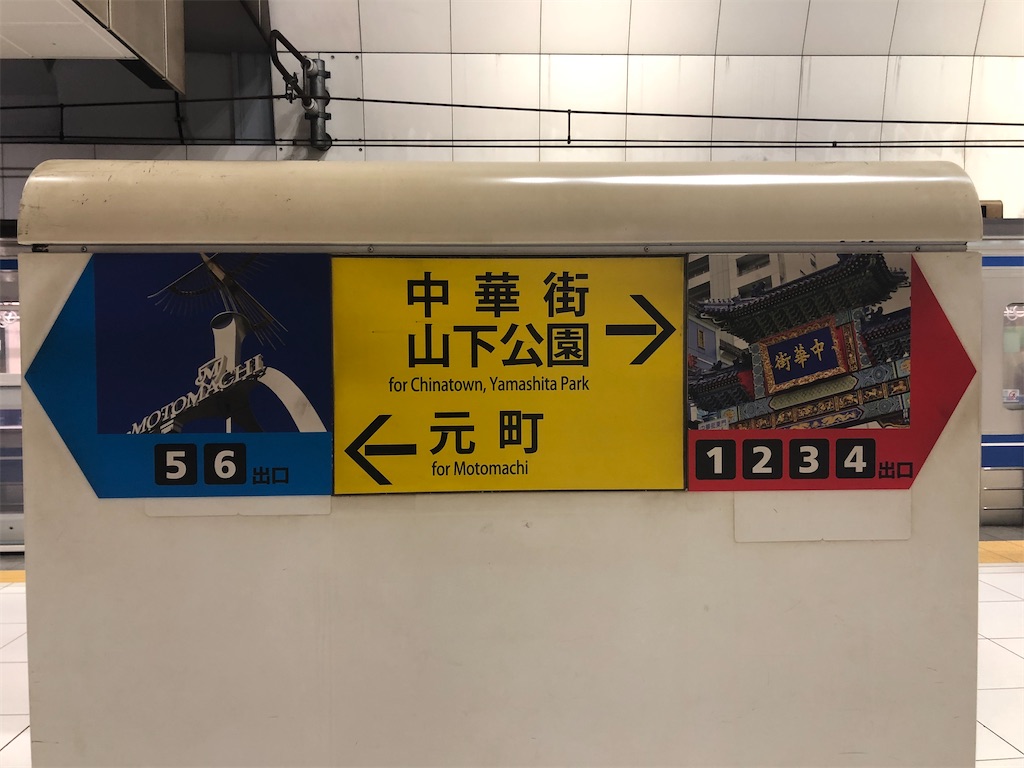 MOTOMACHI
5 6 出口
中華街
山下公園
for Chinatown, Yamashita Park
元町
for Motomachi
街華中
1 2 3 4 出口